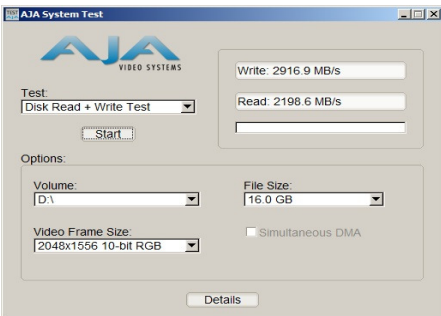 AJA System Test
AJA
VIDEO SYSTEMS
Write: 2916.9 MB/s
Test:
Disk Read + Write Test
Read: 2198.6 MB/s
Start
Options:
Volume:
D:\
File Size:
16.0 GB
Video Frame Size:
2048x1556 10-bit RGB
Simultaneous DMA
Details